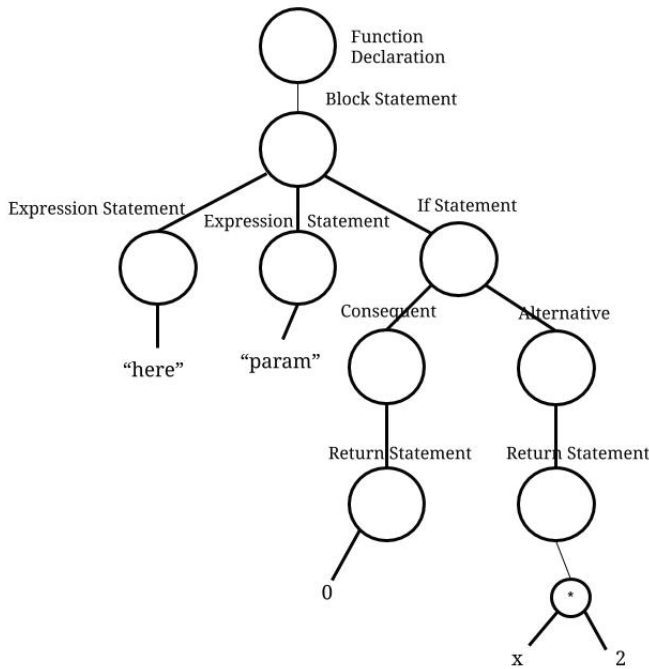 Function
Declaration
Block Statement
Expression Statement
Expression Statement
If Statement
Consequent
Alternative
“here”
“param”
Return Statement
Return Statement
0
*
x
2